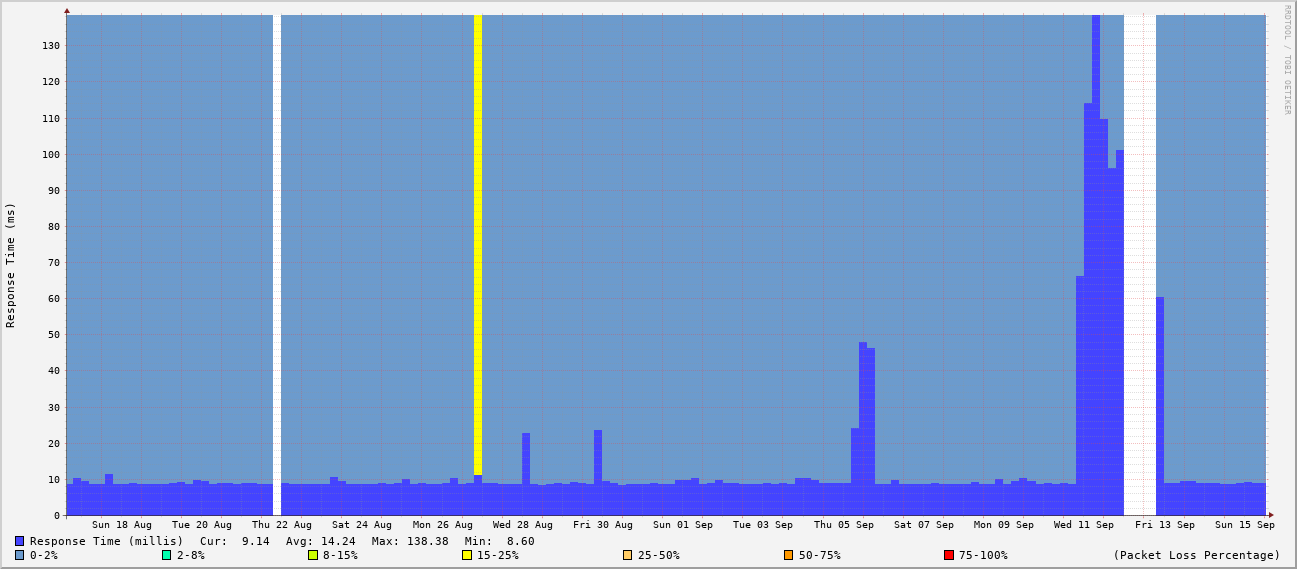 RRDTOOL / TOBI OETIKER
Response Time (ms)
130
120
110
100
90
80
70
60
50
40
30
20
10
0
Sun 18 Aug Tue 20 Aug Thu 22 Aug Sat 24 Aug Mon 26 Aug Wed 28 Aug Fri 30 Aug Sun 01 Sep Tue 03 Sep Thu 05 Sep Sat 07 Sep Mon 09 Sep Wed 11 Sep Fri 13 Sep Sun 15 Sep
Response Time (millis) Cur: 9.14 Avg: 14.24 Max: 138.38 Min: 8.60
0-2% 2-8% 8-15% 15-25% 25-50% 50-75% 75-100% (Packet Loss Percentage)